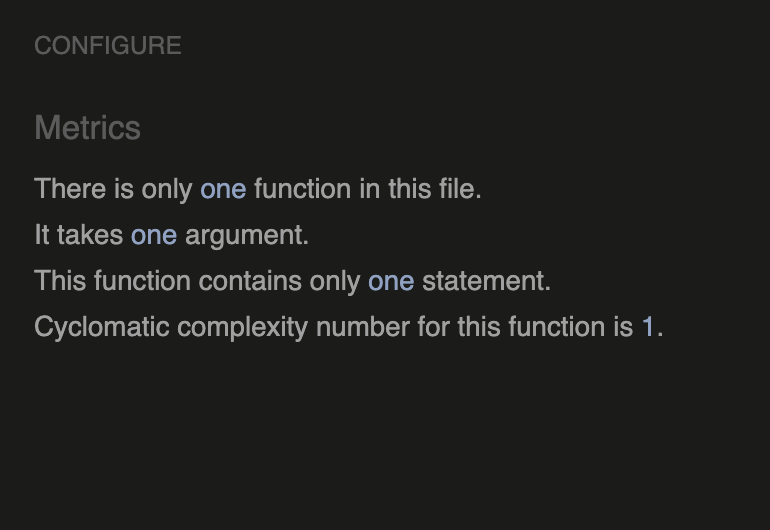 CONFIGURE
Metrics
There is only one function in this file.
It takes one argument.
This function contains only one statement.
Cyclomatic complexity number for this function is 1.